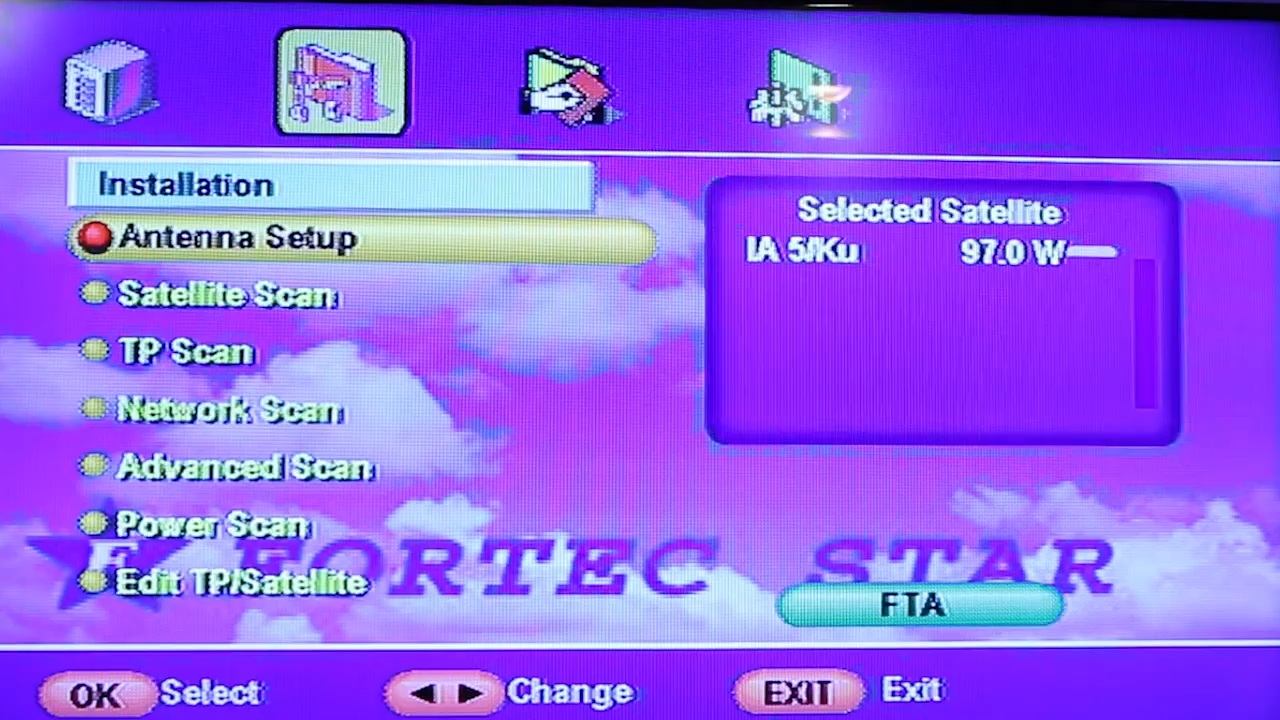 Installation
Antenna Setup
Satellite Scan
TP Scan
Network Scan
Advanced Scan
Power Scan
Edit TP/Satellite
Selected Satellite
IA 5/Ku 97.0 W
F FORTEC STAR
FTA
OK Select
Change
EXIT Exit